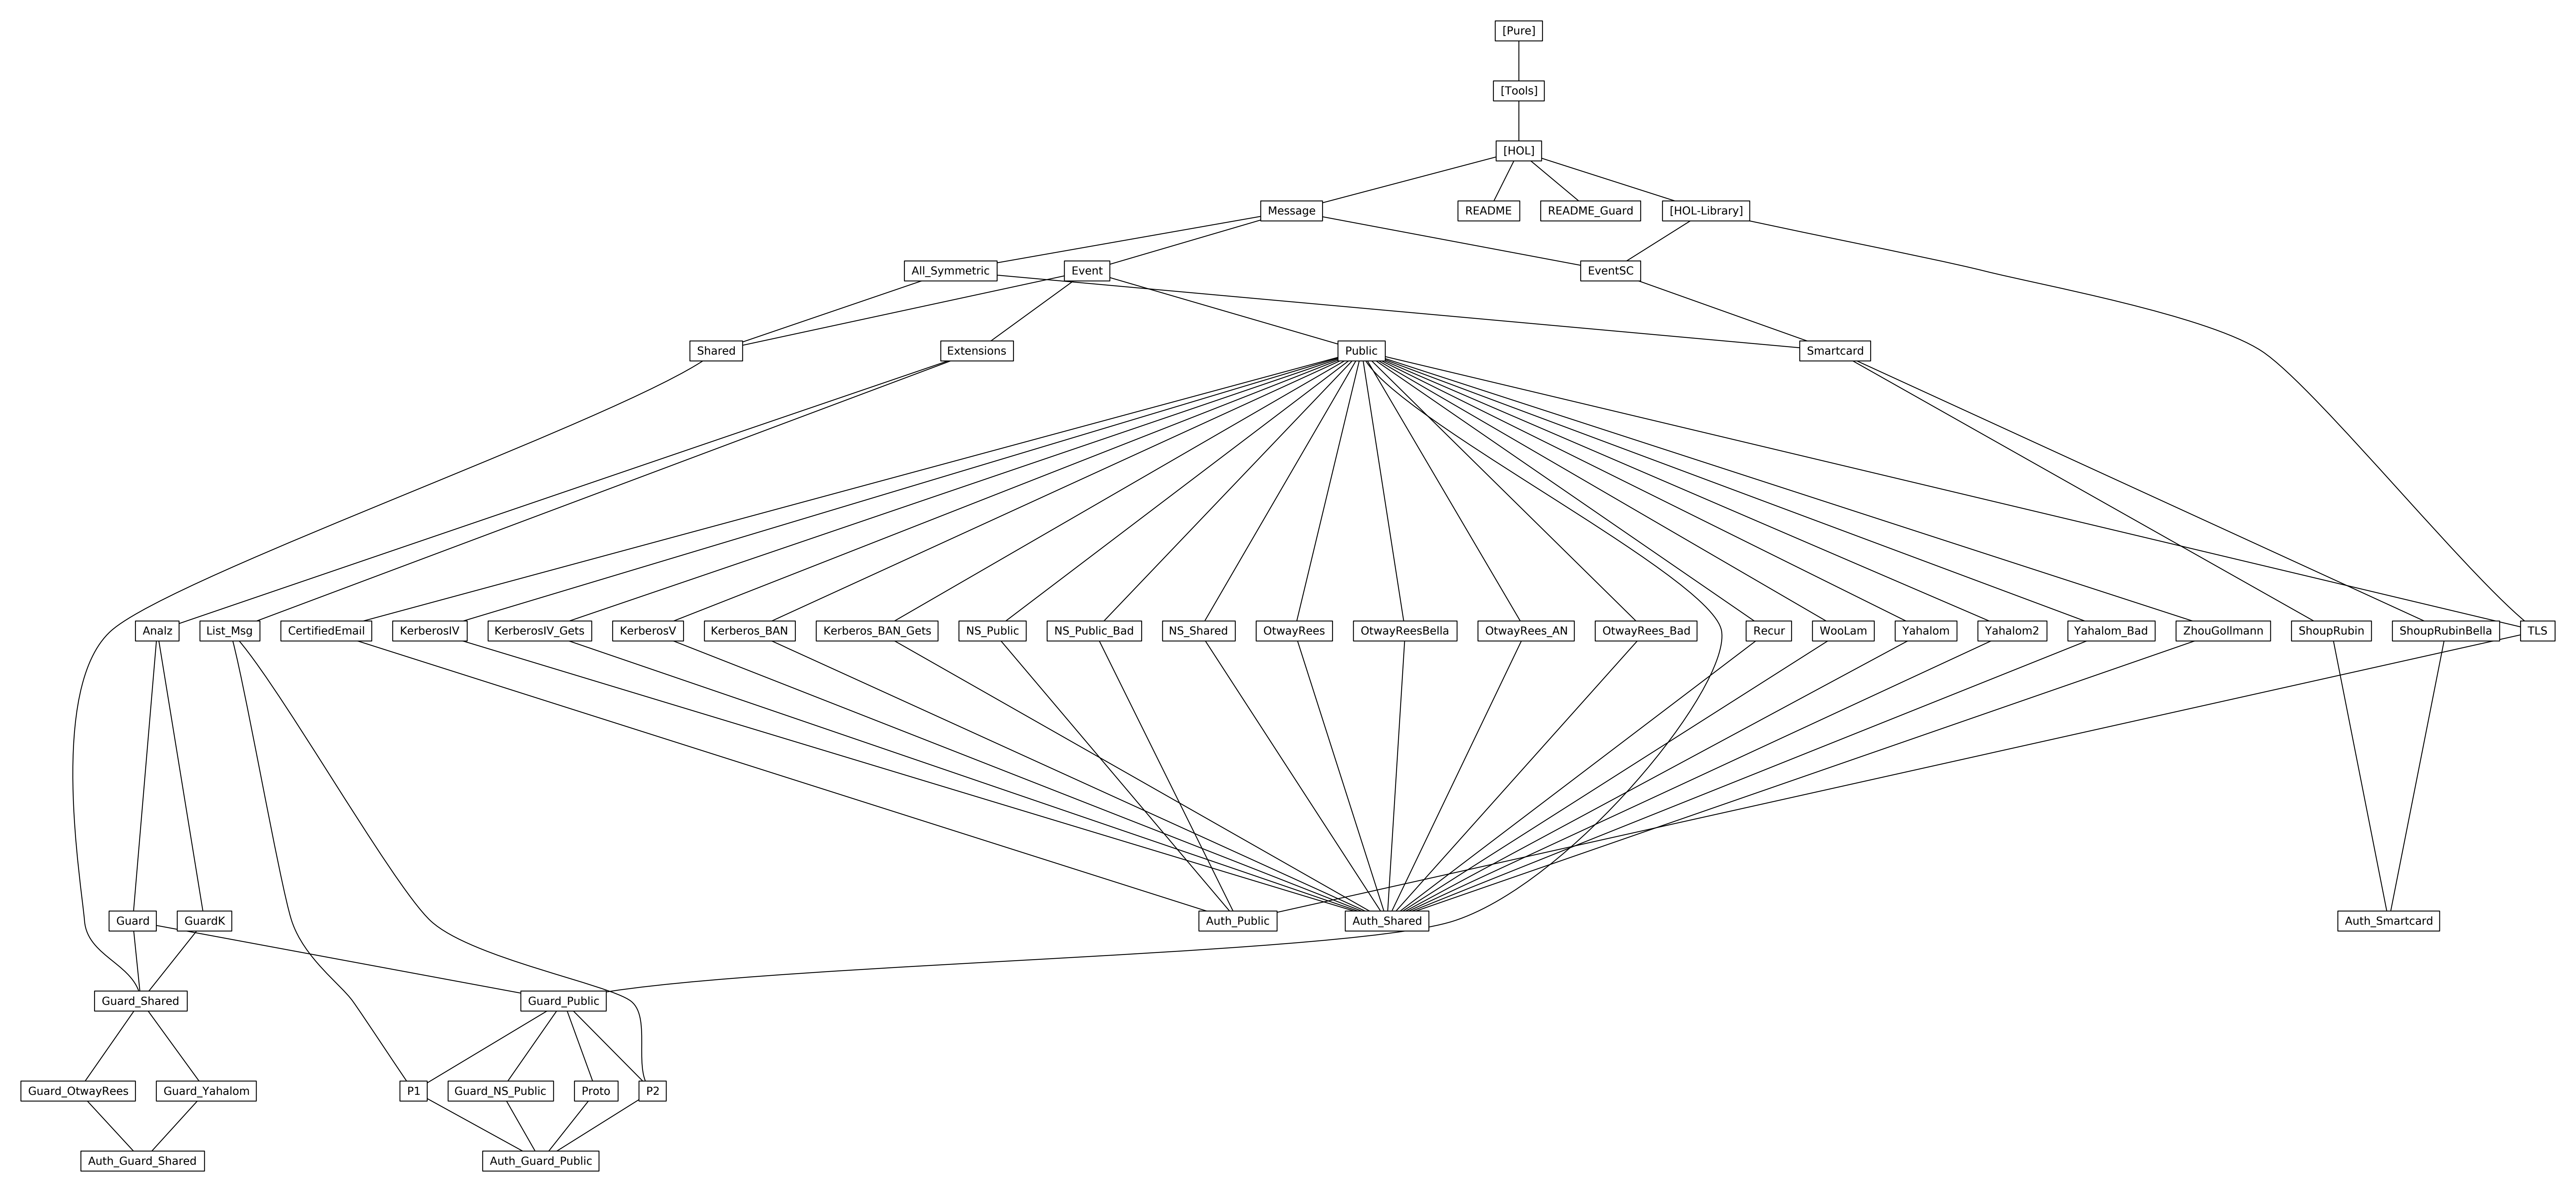 [Pure]
[Tools]
[HOL]
Message
README
README_Guard
[HOL-Library]
All_Symmetric
Event
EventSC
Shared
Extensions
Public
Smartcard
Analz
List_Msg
CertifiedEmail
KerberosIV
KerberosIV_Gets
KerberosV
Kerberos_BAN
Kerberos_BAN_Gets
NS_Public
NS_Public_Bad
NS_Shared
OtwayRees
OtwayReesBella
OtwayRees_AN
OtwayRees_Bad
Recur
WooLam
Yahalom
Yahalom2
Yahalom_Bad
ZhouGollmann
ShoupRubin
ShoupRubinBella
TLS
Guard
GuardK
Auth_Public
Auth_Shared
Auth_Smartcard
Guard_Shared
Guard_Public
Guard_OtwayRees
Guard_Yahalom
P1
Guard_NS_Public
Proto
P2
Auth_Guard_Shared
Auth_Guard_Public